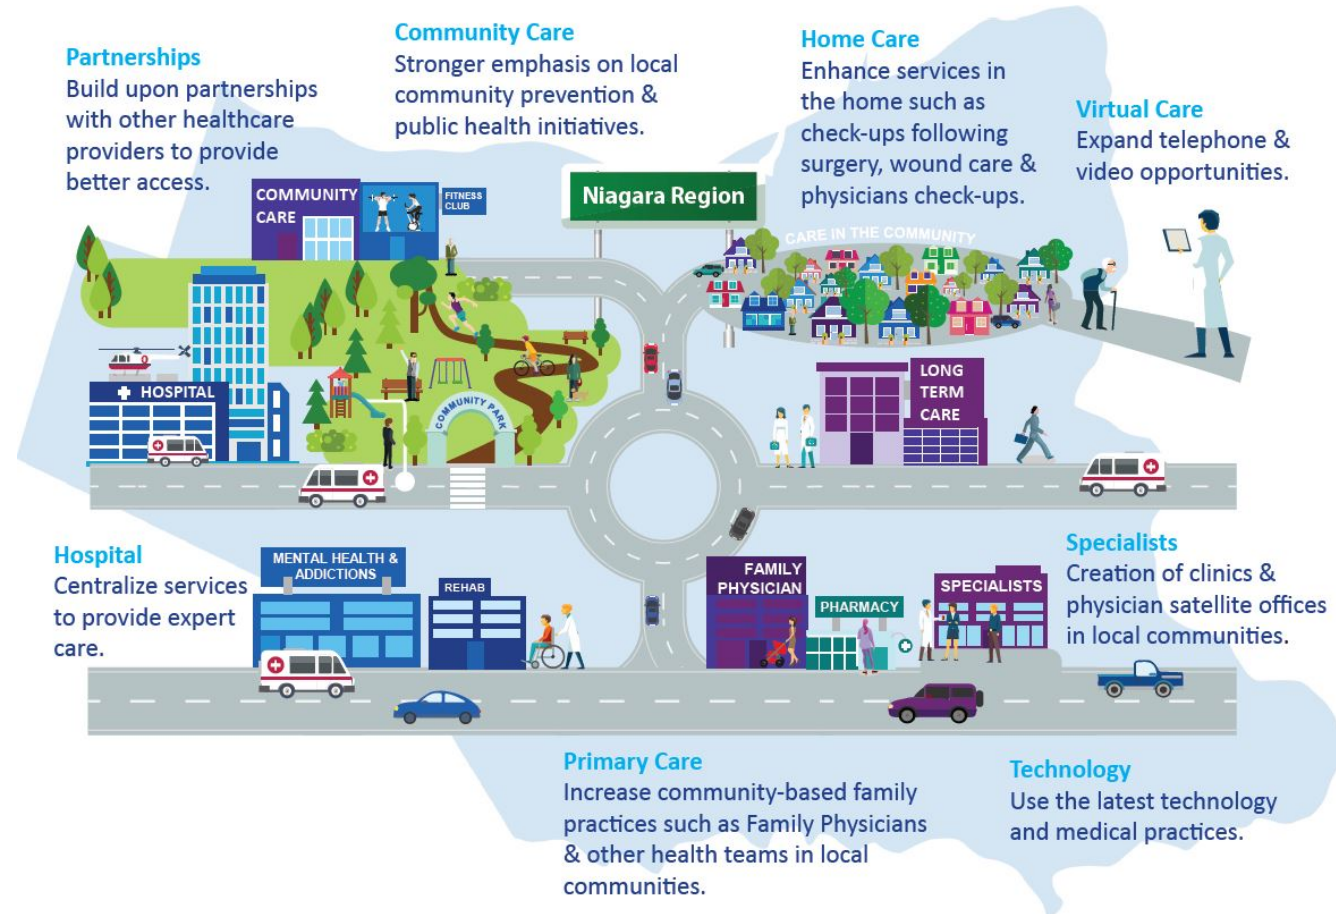 Partnerships
Build upon partnerships
with other healthcare
providers to provide
better access.
Community Care
Stronger emphasis on local
community prevention &
public health initiatives.
Home Care
Enhance services in
the home such as
check-ups following
surgery, wound care &
physicians check-ups.
Virtual Care
Expand telephone &
video opportunities.
COMMUNITY
CARE
FITNESS
CLUB
Niagara Region
CARE IN THE COMMUNITY
HOSPITAL
COMMUNITY PARK
LONG
TERM
CARE
Hospital
Centralize services
to provide expert
care.
MENTAL HEALTH &
ADDICTIONS
REHAB
FAMILY
PHYSICIAN
PHARMACY
SPECIALISTS
Specialists
Creation of clinics &
physician satellite offices
in local communities.
Primary Care
Increase community-based family
practices such as Family Physicians
& other health teams in local
communities.
Technology
Use the latest technology
and medical practices.